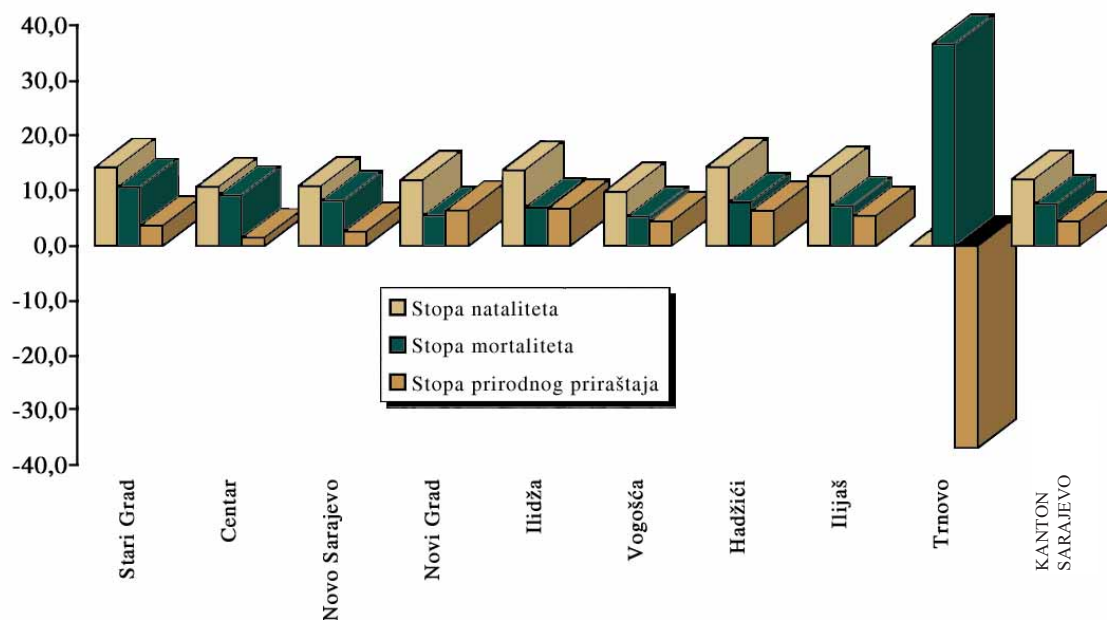 40,0
30,0
20,0
10,0
0,0
-10,0
-20,0
-30,0
-40,0
Stopa nataliteta
Stopa mortaliteta
Stopa prirodnog priraštaja
Stari Grad
Centar
Novo Sarajevo
Novi Grad
Ilidža
Vogošća
Hadžići
Ilijaš
Trnovo
KANTON
SARAJEVO